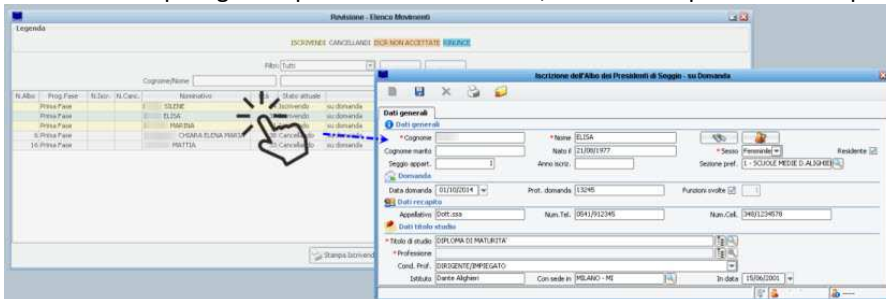 Revisione - Elenco Movimenti
Legenda
ISCRIVENDI CANCELLANDI ISCR NON ACCETTATE RINUNCE
Filtri Tutti
Cognome/Nome
N.Albo Prog.Fase N.Iscr. N.Canc. Nominativo Stato attuale
Prima Fase SILENE Iscrivendo su domanda
Prima Fase ELISA Iscrivendo su domanda
Prima Fase MARINA
6 Prima Fase CHIARA ELENA MARIA Cancellando su domanda
16 Prima Fase MATTIA Cancellando su domanda
Stampa Iscrivend
Iscrizione dell'Albo dei Presidenti di Seggio - su Domanda
Dati generali
Dati generali
* Cognome * Nome ELISA
Cognome marito Nato il 21/08/1977 * Sesso Femminile Residente
Seggio appart. 1 Anno iscriz. Sezione pref. 1 - SCUOLE MEDIE D.ALIGHIE
Domanda
Data domanda 01/10/2014 Prot. domanda 13245 Funzioni svolte
Dati recapito
Appellativo Dott.ssa Num.Tel. 0541/912345 Num.Cell. 348/1234578
Dati titolo studio
* Titolo di studio DIPLOMA DI MATURITA'
* Professione
Cond. Prof. DIRIGENTE/IMPIEGATO
Istituto Dante Alighieri Con sede in MILANO - MI In data 15/06/2001